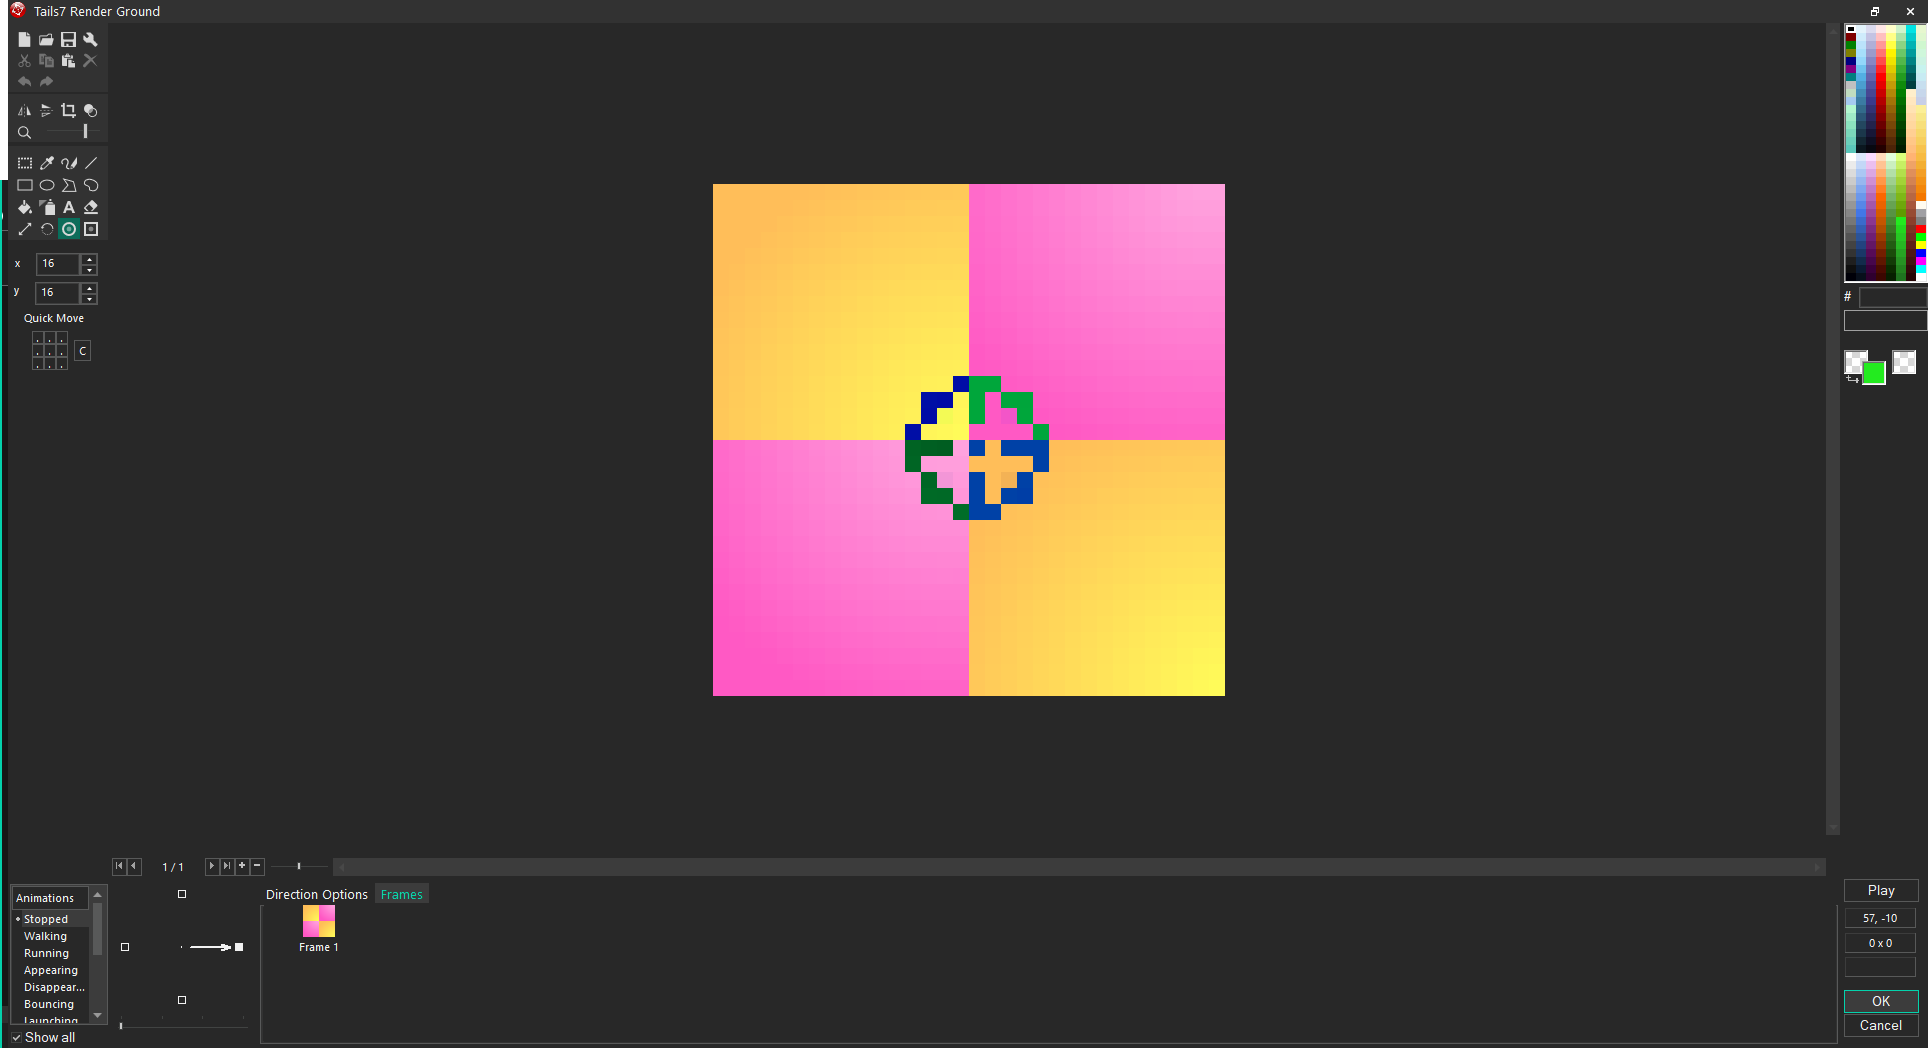 Tails7 Render Ground
A
x 16
y 16
Quick Move
C
#
1 / 1
Animations
Stopped
Walking
Running
Appearing
Disappear...
Bouncing
Launching
Show all
Direction Options Frames
Frame 1
Play
57, -10
0 x 0
OK
Cancel